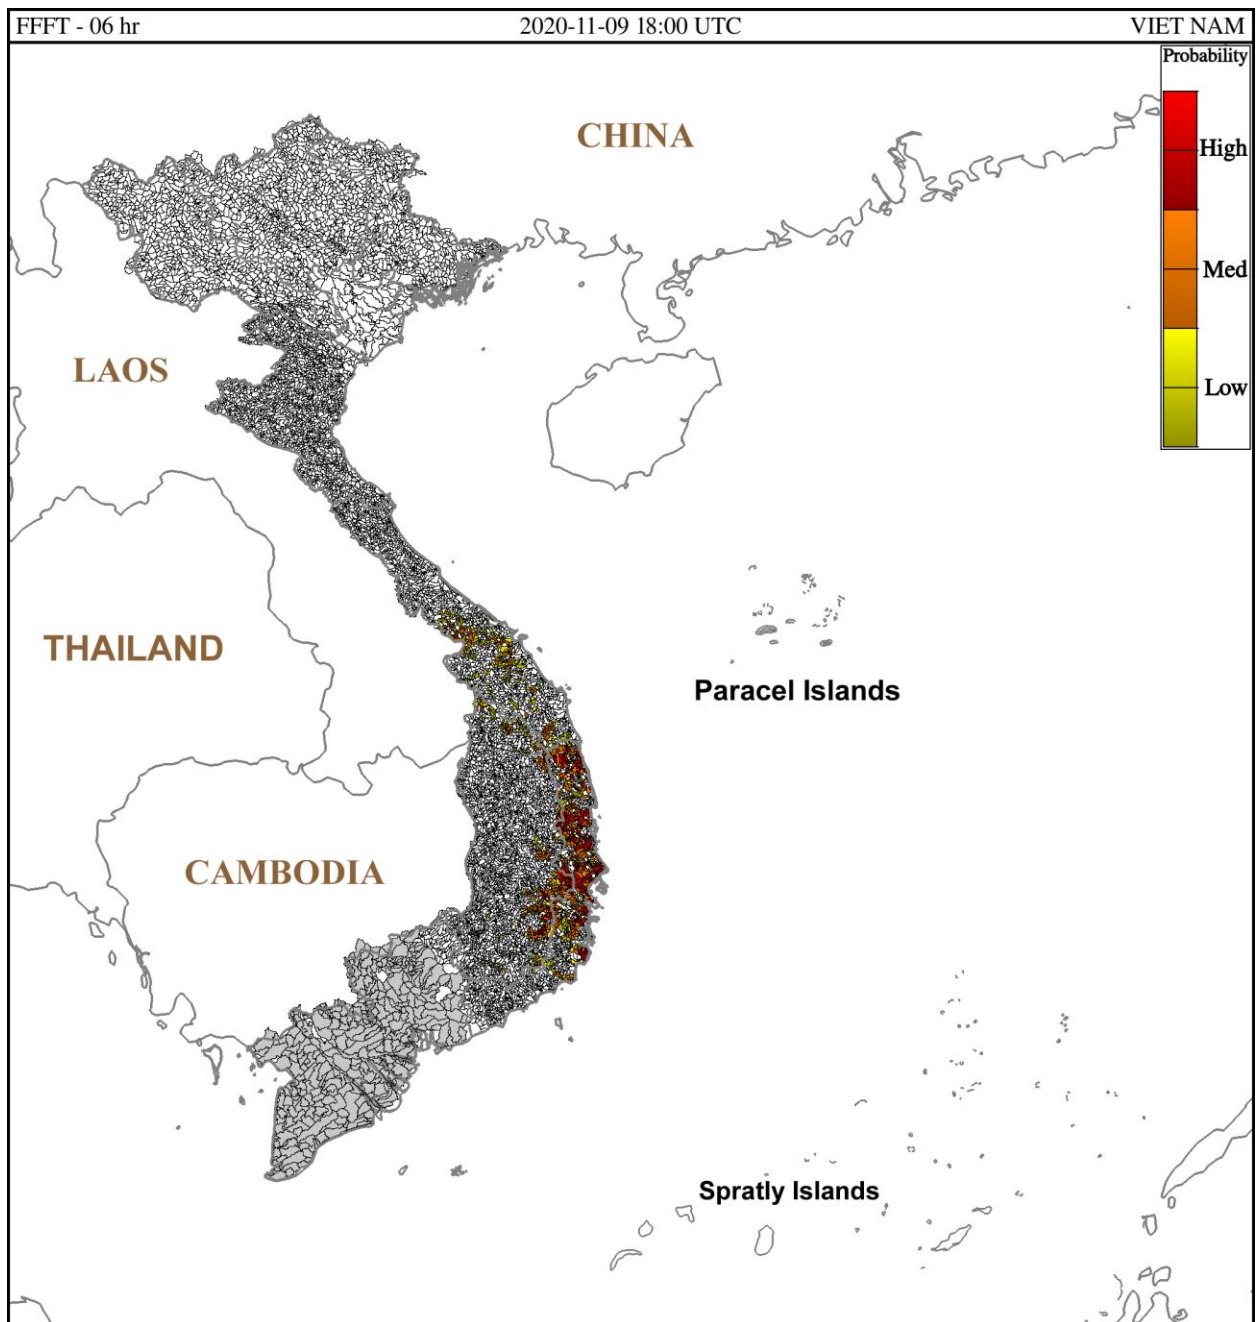 FFFT - 06 hr 2020-11-09 18:00 UTC VIET NAM
Probability
High
Med
Low
CHINA
LAOS
THAILAND
Paracel Islands
CAMBODIA
Spratly Islands